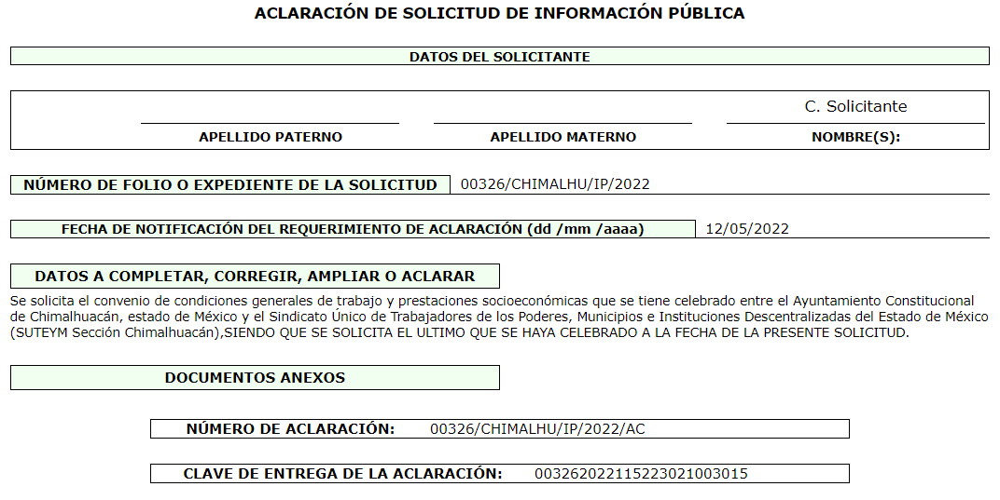 ACLARACIÓN DE SOLICITUD DE INFORMACIÓN PÚBLICA
DATOS DEL SOLICITANTE
C. Solicitante
APELLIDO PATERNO APELLIDO MATERNO NOMBRE(S):
NÚMERO DE FOLIO O EXPEDIENTE DE LA SOLICITUD 00326/CHIMALHU/IP/2022
FECHA DE NOTIFICACIÓN DEL REQUERIMIENTO DE ACLARACIÓN (dd /mm /aaaa) 12/05/2022
DATOS A COMPLETAR, CORREGIR, AMPLIAR O ACLARAR
Se solicita el convenio de condiciones generales de trabajo y prestaciones socioeconómicas que se tiene celebrado entre el Ayuntamiento Constitucional
de Chimalhuacán, estado de México y el Sindicato Único de Trabajadores de los Poderes, Municipios e Instituciones Descentralizadas del Estado de México
(SUTEYM Sección Chimalhuacán),SIENDO QUE SE SOLICITA EL ULTIMO QUE SE HAYA CELEBRADO A LA FECHA DE LA PRESENTE SOLICITUD.
DOCUMENTOS ANEXOS
NÚMERO DE ACLARACIÓN: 00326/CHIMALHU/IP/2022/AC
CLAVE DE ENTREGA DE LA ACLARACIÓN: 003262022115223021003015